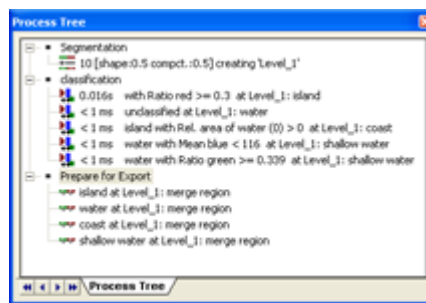 Process Tree
Segmentation
10 [shape:0.5 compct.:0.5] creating 'Level_1'
classification
0.016s with Ratio red >= 0.3 at Level_1: island
< 1 ms unclassified at Level_1: water
< 1 ms island with Rel. area of water (0) > 0 at Level_1: coast
< 1 ms water with Mean blue < 116 at Level_1: shallow water
< 1 ms water with Ratio green >= 0.339 at Level_1: shallow water
Prepare for Export
island at Level_1: merge region
water at Level_1: merge region
coast at Level_1: merge region
shallow water at Level_1: merge region
Process Tree